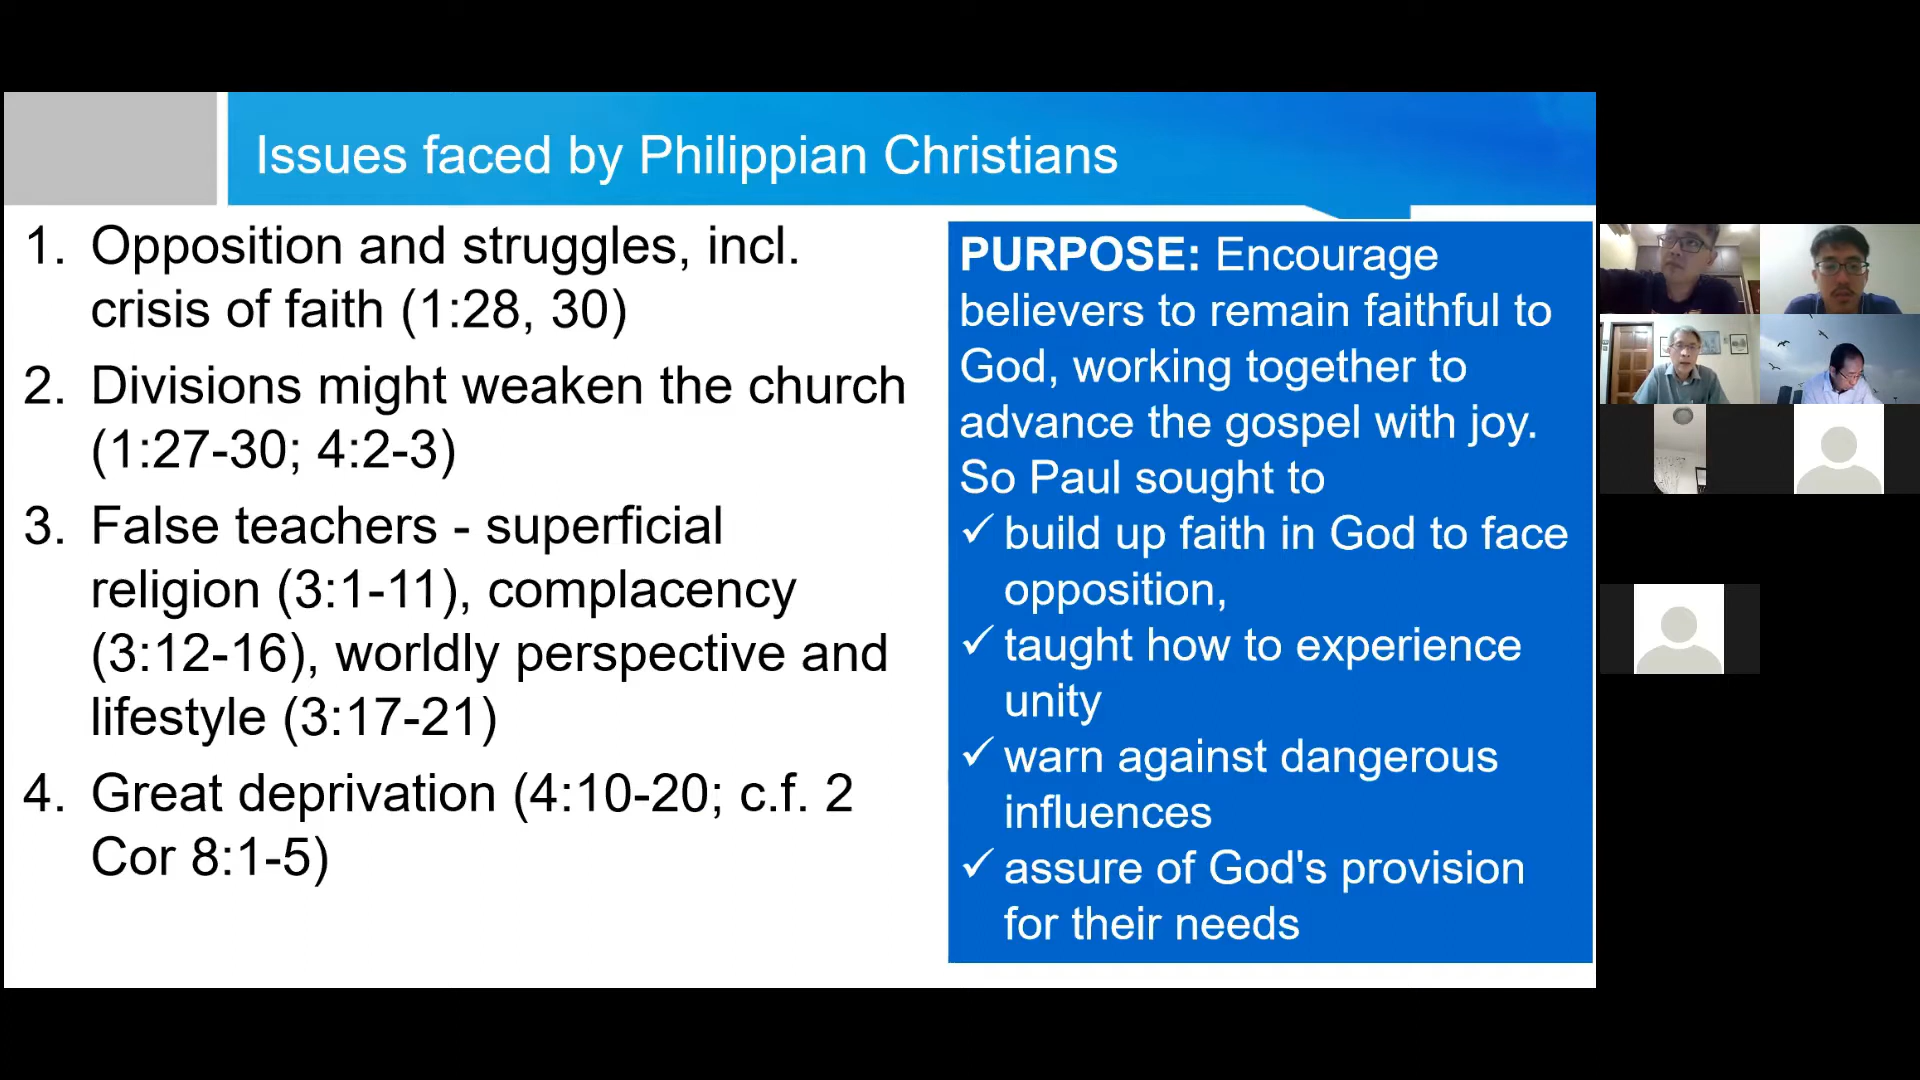 Issues faced by Philippian Christians
1. Opposition and struggles, incl.
crisis of faith (1:28, 30)
2. Divisions might weaken the church
(1:27-30; 4:2-3)
3. False teachers - superficial
religion (3:1-11), complacency
(3:12-16), worldly perspective and
lifestyle (3:17-21)
4. Great deprivation (4:10-20; c.f. 2
Cor 8:1-5)
PURPOSE: Encourage
believers to remain faithful to
God, working together to
advance the gospel with joy.
So Paul sought to
✓ build up faith in God to face
opposition,
✓ taught how to experience
unity
✓ warn against dangerous
influences
✓ assure of God's provision
for their needs